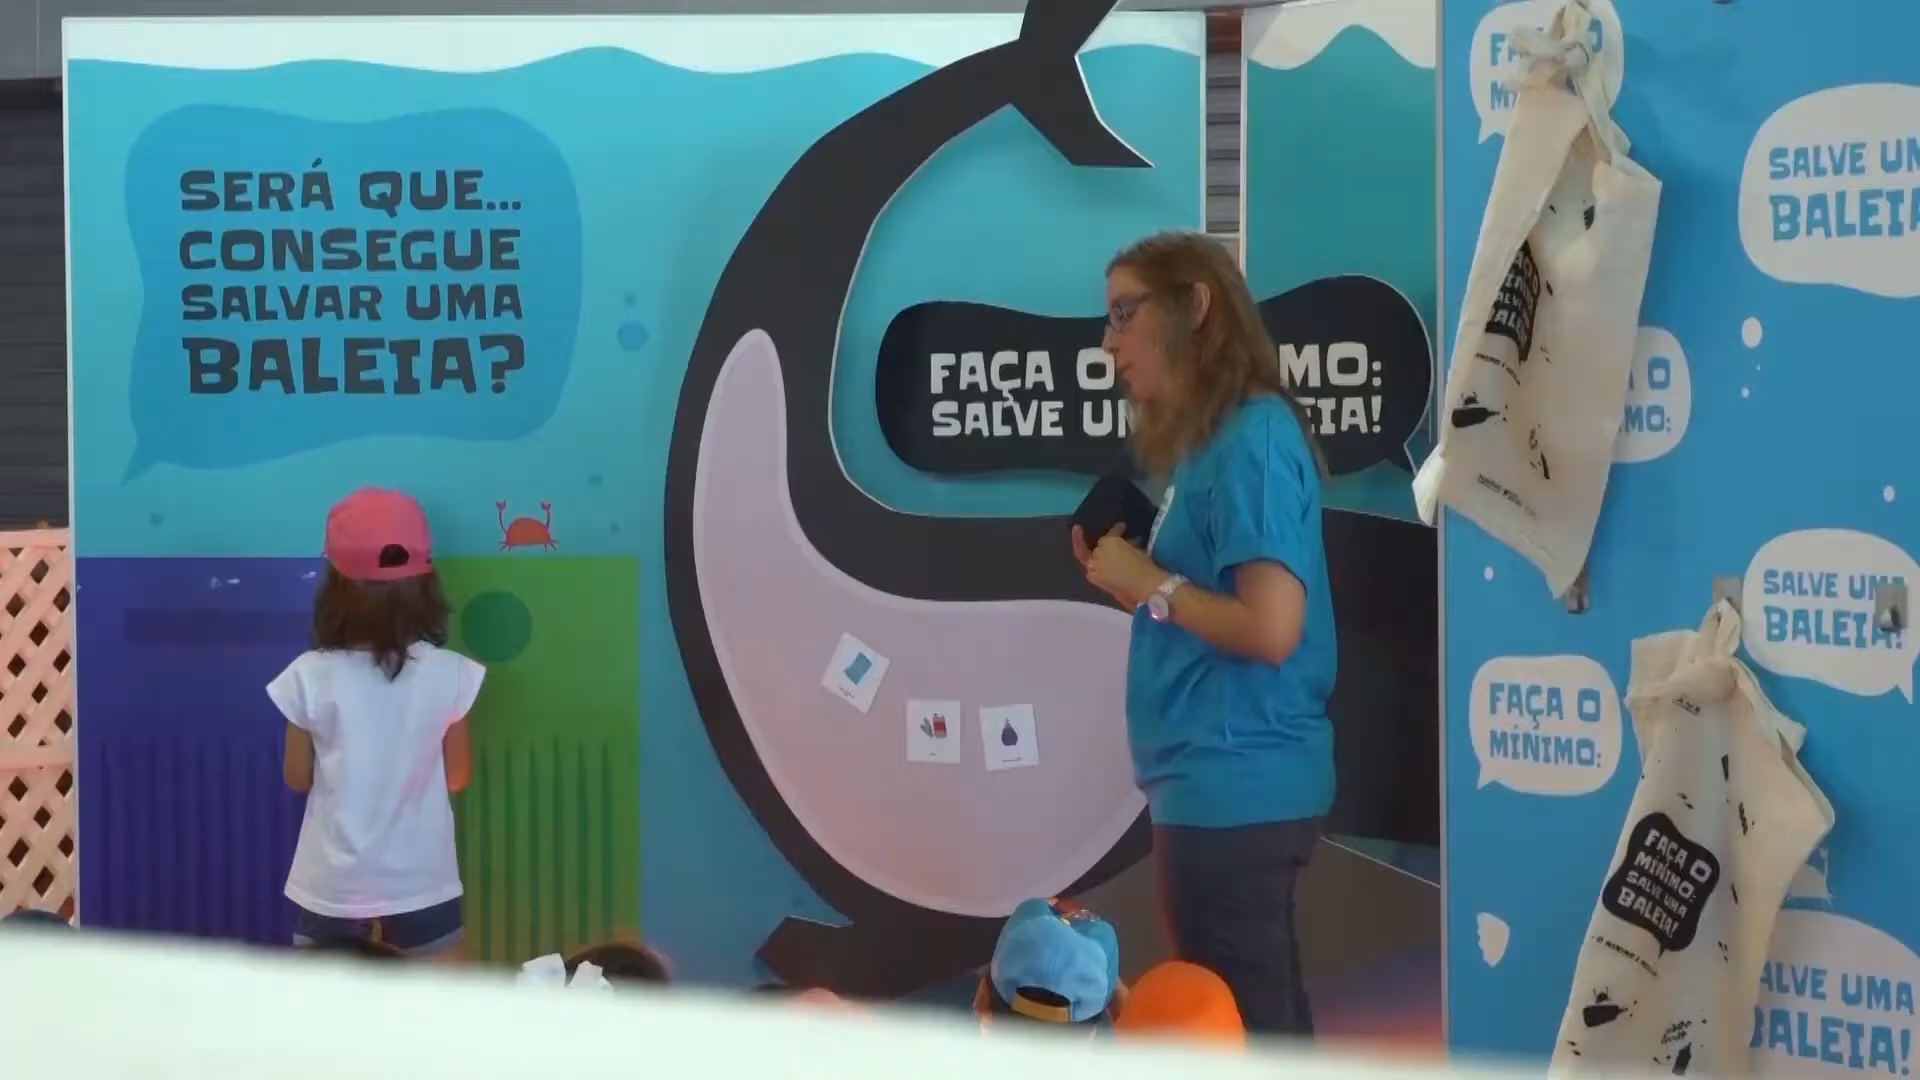 SERÁ QUE...
CONSEGUE
SALVAR UMA
BALEIA?
FAÇA O
SALVE
MO:
EIA!
SALVE
BALEIA
O
MO:
SALVE UMA
BALEIA!
FAÇA O
MÍNIMO:
FAÇA O
MÍNIMO:
SALVE UMA
BALEIA!
SALVE UMA
BALEIA!